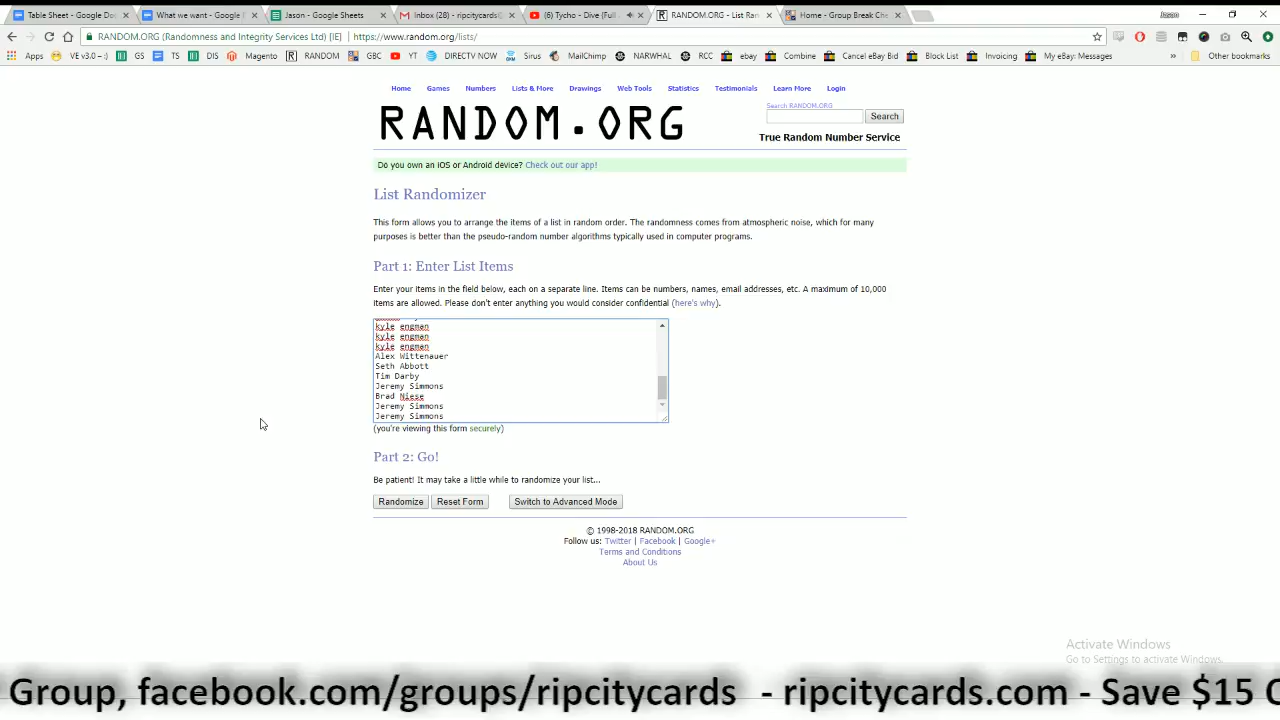 Table Sheet - Google Do
What we want - Google
Jason - Google Sheets
Inbox (28) - ripcitycards@
(6) Tycho - Dive (Full
RANDOM.ORG - List Ran
Home - Group Break Che
Jason
RANDOM.ORG (Randomness and Integrity Services Ltd) [IE]
https://www.random.org/lists/
Apps
VE v3.0 --:)
GS
TS
DIS
Magento
RANDOM
GBC
YT
DIRECTV NOW
Sirus
MailChimp
NARWHAL
RCC
ebay
Combine
Cancel eBay Bid
Block List
Invoicing
My eBay: Messages
»
Other bookmarks
Home
Games
Numbers
Lists & More
Drawings
Web Tools
Statistics
Testimonials
Learn More
Login
RANDOM.ORG
Search RANDOM.ORG
Search
True Random Number Service
Do you own an iOS or Android device? Check out our app!
List Randomizer
This form allows you to arrange the items of a list in random order. The randomness comes from atmospheric noise, which for many
purposes is better than the pseudo-random number algorithms typically used in computer programs.
Part 1: Enter List Items
Enter your items in the field below, each on a separate line. Items can be numbers, names, email addresses, etc. A maximum of 10,000
items are allowed. Please don't enter anything you would consider confidential (here's why).
kyle engman
kyle engman
kyle engman
Alex Wittenauer
Seth Abbott
Tim Darby
Jeremy Simmons
Brad Niese
Jeremy Simmons
Jeremy Simmons
(you're viewing this form securely)
Part 2: Go!
Be patient! It may take a little while to randomize your list...
Randomize
Reset Form
Switch to Advanced Mode
© 1998-2018 RANDOM.ORG
Follow us: Twitter | Facebook | Google+
Terms and Conditions
About Us
Activate Windows
Go to Settings to activate Windows.
Group, facebook.com/groups/ripcitycards - ripcitycards.com - Save $15 O